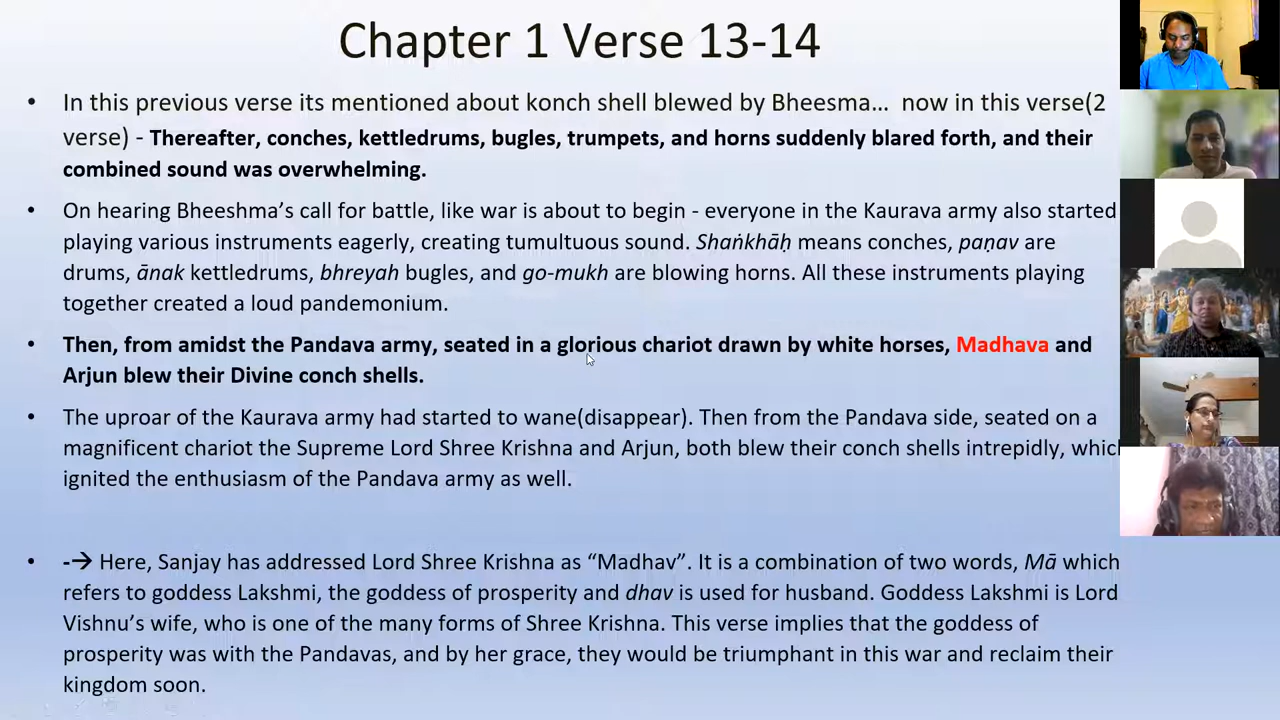 Chapter 1 Verse 13-14
• In this previous verse its mentioned about konch shell blewed by Bheesma... now in this verse(2
verse) - Thereafter, conches, kettledrums, bugles, trumpets, and horns suddenly blared forth, and their
combined sound was overwhelming.
• On hearing Bheeshma's call for battle, like war is about to begin - everyone in the Kaurava army also started
playing various instruments eagerly, creating tumultuous sound. Shaṅkhāḥ means conches, paṇav are
drums, ānak kettledrums, bhreyah bugles, and go-mukh are blowing horns. All these instruments playing
together created a loud pandemonium.
• Then, from amidst the Pandava army, seated in a glorious chariot drawn by white horses, Madhava and
Arjun blew their Divine conch shells.
• The uproar of the Kaurava army had started to wane(disappear). Then from the Pandava side, seated on a
magnificent chariot the Supreme Lord Shree Krishna and Arjun, both blew their conch shells intrepidly, which
ignited the enthusiasm of the Pandava army as well.
• -→ Here, Sanjay has addressed Lord Shree Krishna as “Madhav”. It is a combination of two words, Mā which
refers to goddess Lakshmi, the goddess of prosperity and dhav is used for husband. Goddess Lakshmi is Lord
Vishnu's wife, who is one of the many forms of Shree Krishna. This verse implies that the goddess of
prosperity was with the Pandavas, and by her grace, they would be triumphant in this war and reclaim their
kingdom soon.